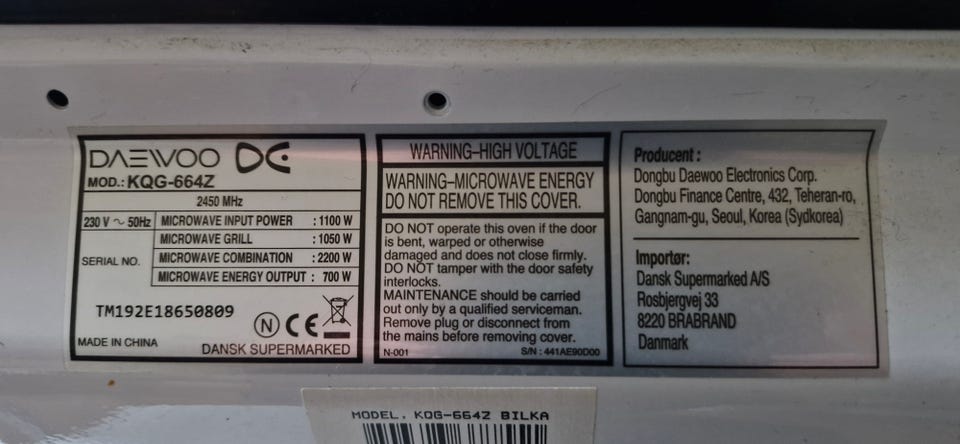 DAEWOO
MOD.: KQG-664Z
2450 MHz
230 V ~ 50Hz
MICROWAVE INPUT POWER : 1100 W
MICROWAVE GRILL : 1050 W
MICROWAVE COMBINATION : 2200 W
MICROWAVE ENERGY OUTPUT : 700 W
SERIAL NO.
TM192E18650809
N CE
MADE IN CHINA
DANSK SUPERMARKED
WARNING–HIGH VOLTAGE
WARNING–MICROWAVE ENERGY
DO NOT REMOVE THIS COVER.
DO NOT operate this oven if the door
is bent, warped or otherwise
damaged and does not close firmly.
DO NOT tamper with the door safety
interlocks.
MAINTENANCE should be carried
out only by a qualified serviceman.
Remove plug or disconnect from
the mains before removing cover.
N-001 S/N : 441AE90D00
Producent :
Dongbu Daewoo Electronics Corp.
Dongbu Finance Centre, 432, Teheran-ro,
Gangnam-gu, Seoul, Korea (Sydkorea)
Importør:
Dansk Supermarked A/S
Rosbjergvej 33
8220 BRABRAND
Danmark
MODEL. KQG-664Z BILKA